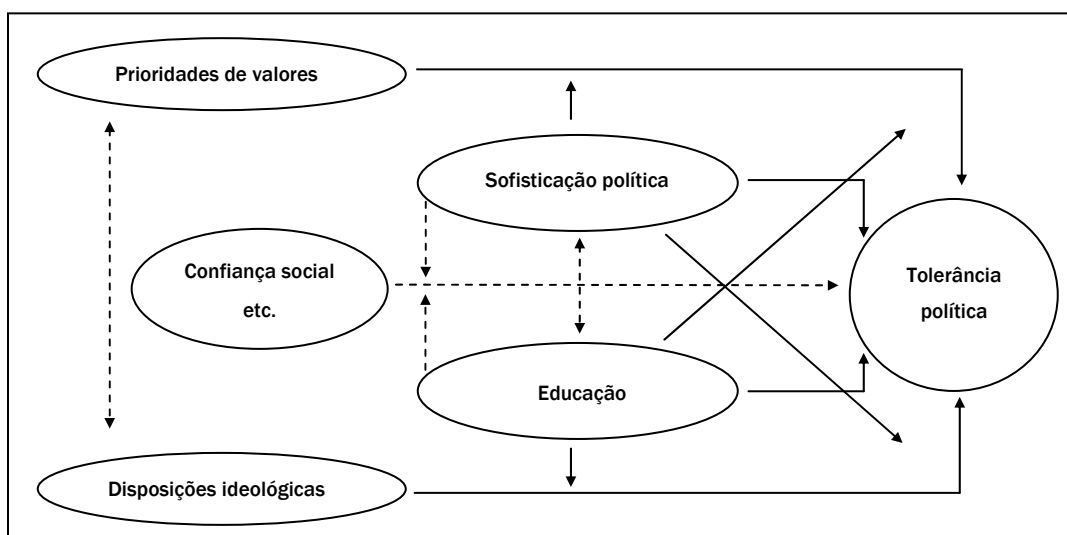 Prioridades de valores
Sofisticação política
Confiança social
etc.
Tolerância
política
Educação
Disposições ideológicas